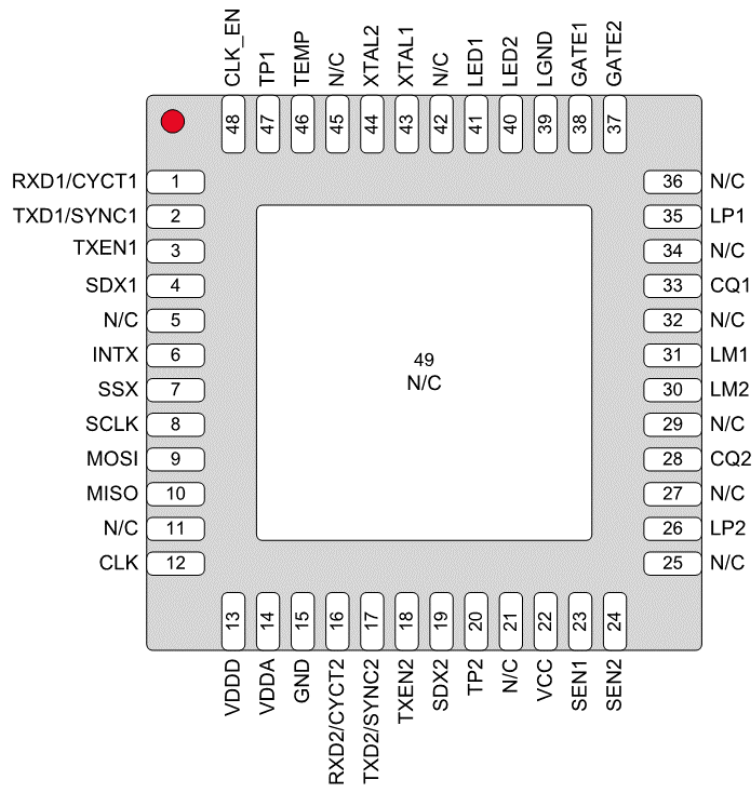 CLK_EN
TP1
TEMP
N/C
XTAL2
XTAL1
N/C
LED1
LED2
LGND
GATE1
GATE2
48
47
46
45
44
43
42
41
40
39
38
37
RXD1/CYCT1 1
TXD1/SYNC1 2
TXEN1 3
SDX1 4
N/C 5
INTX 6
SSX 7
SCLK 8
MOSI 9
MISO 10
N/C 11
CLK 12
49
N/C
36 N/C
35 LP1
34 N/C
33 CQ1
32 N/C
31 LM1
30 LM2
29 N/C
28 CQ2
27 N/C
26 LP2
25 N/C
13
14
15
16
17
18
19
20
21
22
23
24
VDDD
VDDA
GND
RXD2/CYCT2
TXD2/SYNC2
TXEN2
SDX2
TP2
N/C
VCC
SEN1
SEN2